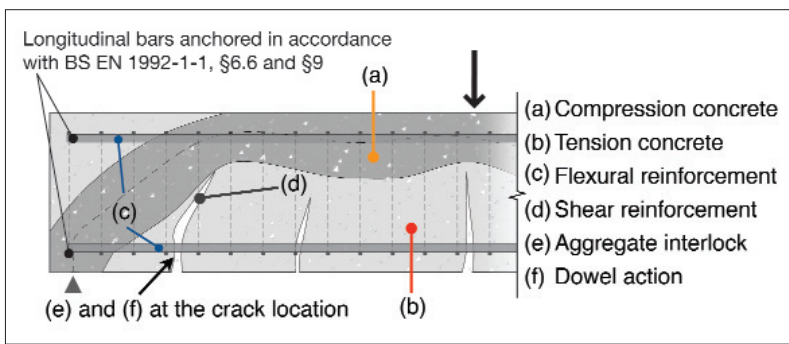 Longitudinal bars anchored in accordance
with BS EN 1992-1-1, §6.6 and §9
(a)
(a) Compression concrete
(b) Tension concrete
(c) Flexural reinforcement
(d) Shear reinforcement
(e) Aggregate interlock
(f) Dowel action
(d)
(c)
(e) and (f) at the crack location
(b)